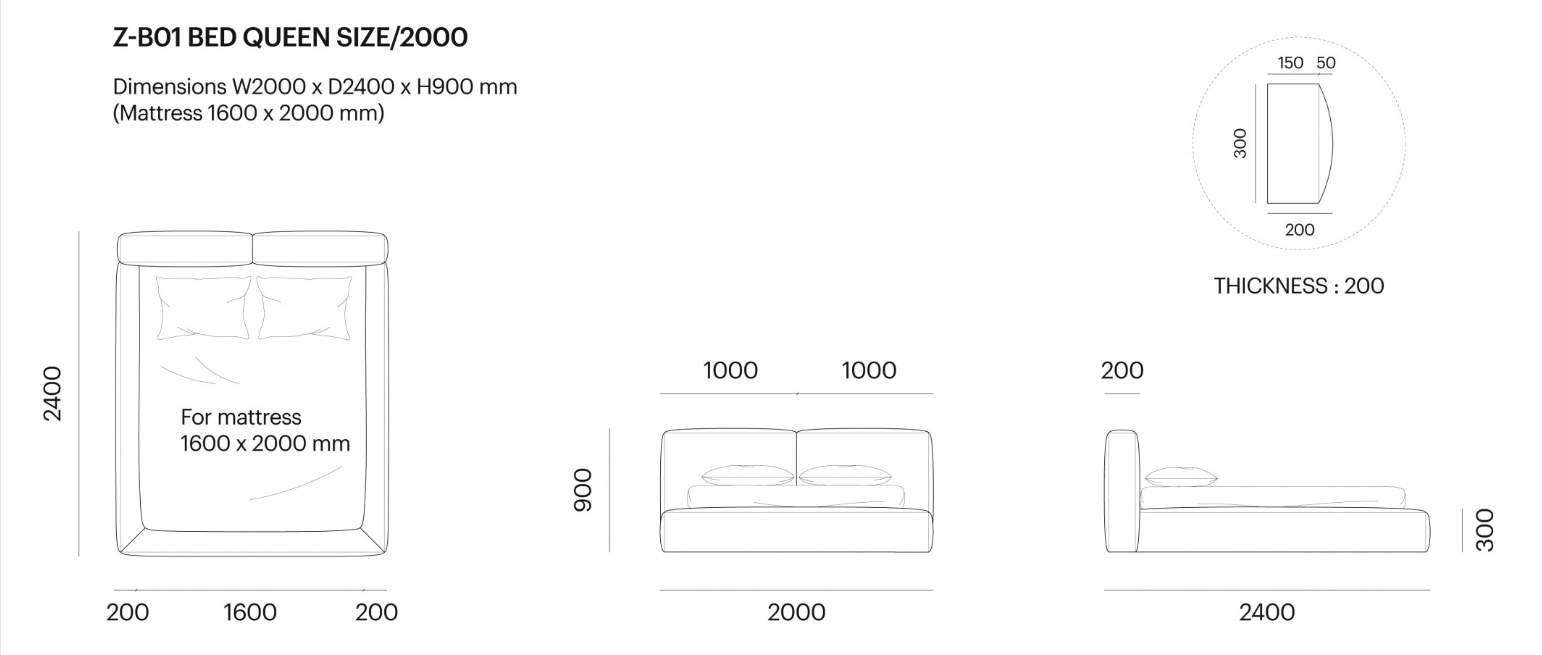 Z-B01 BED QUEEN SIZE/2000
Dimensions W2000 x D2400 x H900 mm
(Mattress 1600 x 2000 mm)
150 50
300
200
THICKNESS : 200
2400
For mattress
1600 x 2000 mm
200 1600 200
1000 1000
900
2000
200
300
2400